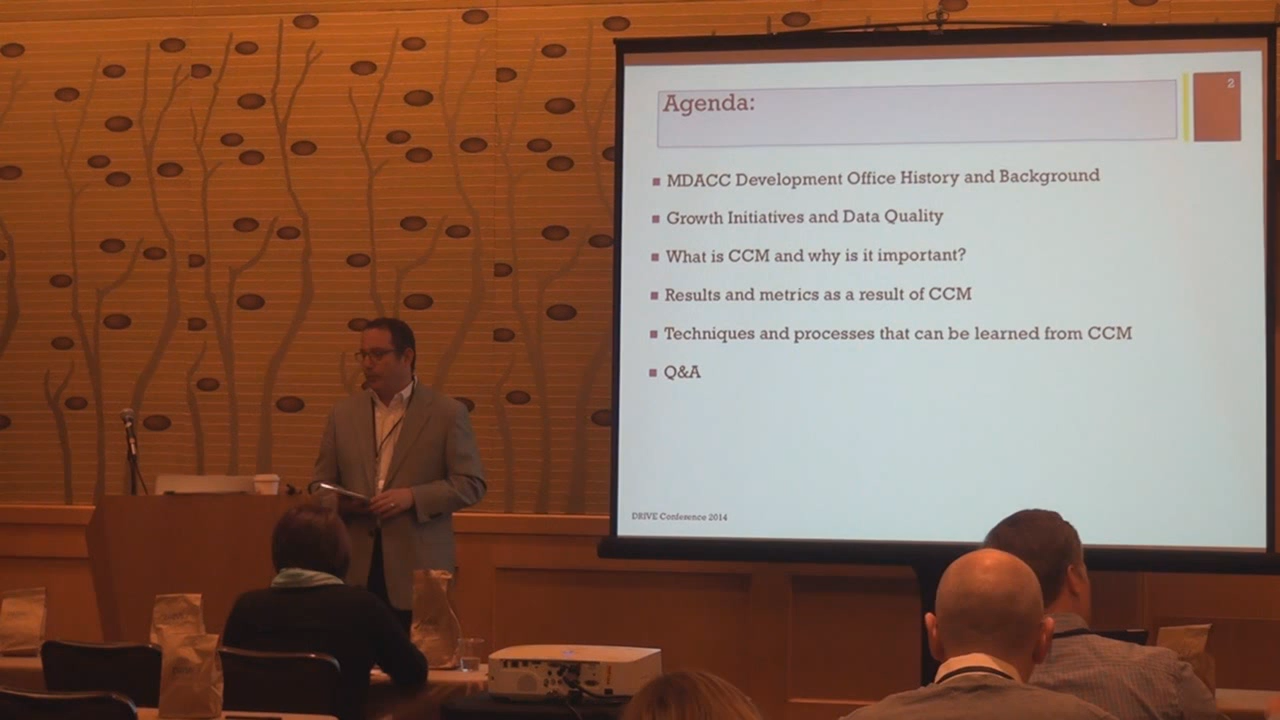 2
Agenda:
MDACC Development Office History and Background
Growth Initiatives and Data Quality
What is CCM and why is it important?
Results and metrics as a result of CCM
Techniques and processes that can be learned from CCM
Q&A
DRIVE Conference 2014